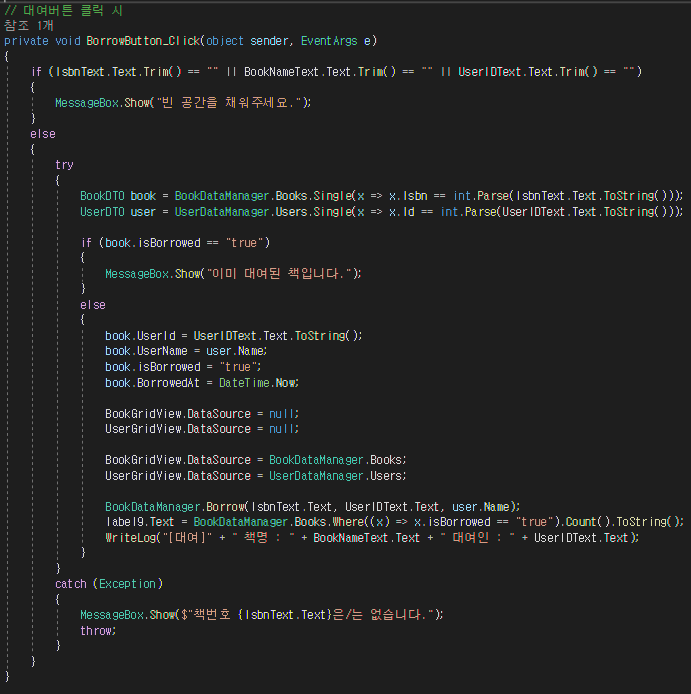 // 대여버튼 클릭 시
참조 1개
private void BorrowButton_Click(object sender, EventArgs e)
{
if (IsbnText.Text.Trim() == "" || BookNameText.Text.Trim() == "" || UserIDText.Text.Trim() == "")
{
MessageBox.Show("빈 공간을 채워주세요.");
}
else
{
try
{
BookDTO book = BookDataManager.Books.Single(x => x.Isbn == int.Parse(IsbnText.Text.ToString()));
UserDTO user = UserDataManager.Users.Single(x => x.Id == int.Parse(UserIDText.Text.ToString()));
if (book.isBorrowed == "true")
{
MessageBox.Show("이미 대여된 책입니다.");
}
else
{
book.UserId = UserIDText.Text.ToString();
book.UserName = user.Name;
book.isBorrowed = "true";
book.BorrowedAt = DateTime.Now;
BookGridView.DataSource = null;
UserGridView.DataSource = null;
BookGridView.DataSource = BookDataManager.Books;
UserGridView.DataSource = UserDataManager.Users;
BookDataManager.Borrow(IsbnText.Text, UserIDText.Text, user.Name);
label9.Text = BookDataManager.Books.Where((x) => x.isBorrowed == "true").Count().ToString();
WriteLog("[대여]" + " 책명 : " + BookNameText.Text + " 대여인 : " + UserIDText.Text);
}
}
catch (Exception)
{
MessageBox.Show($"책번호 {IsbnText.Text}은/는 없습니다.");
throw;
}
}
}